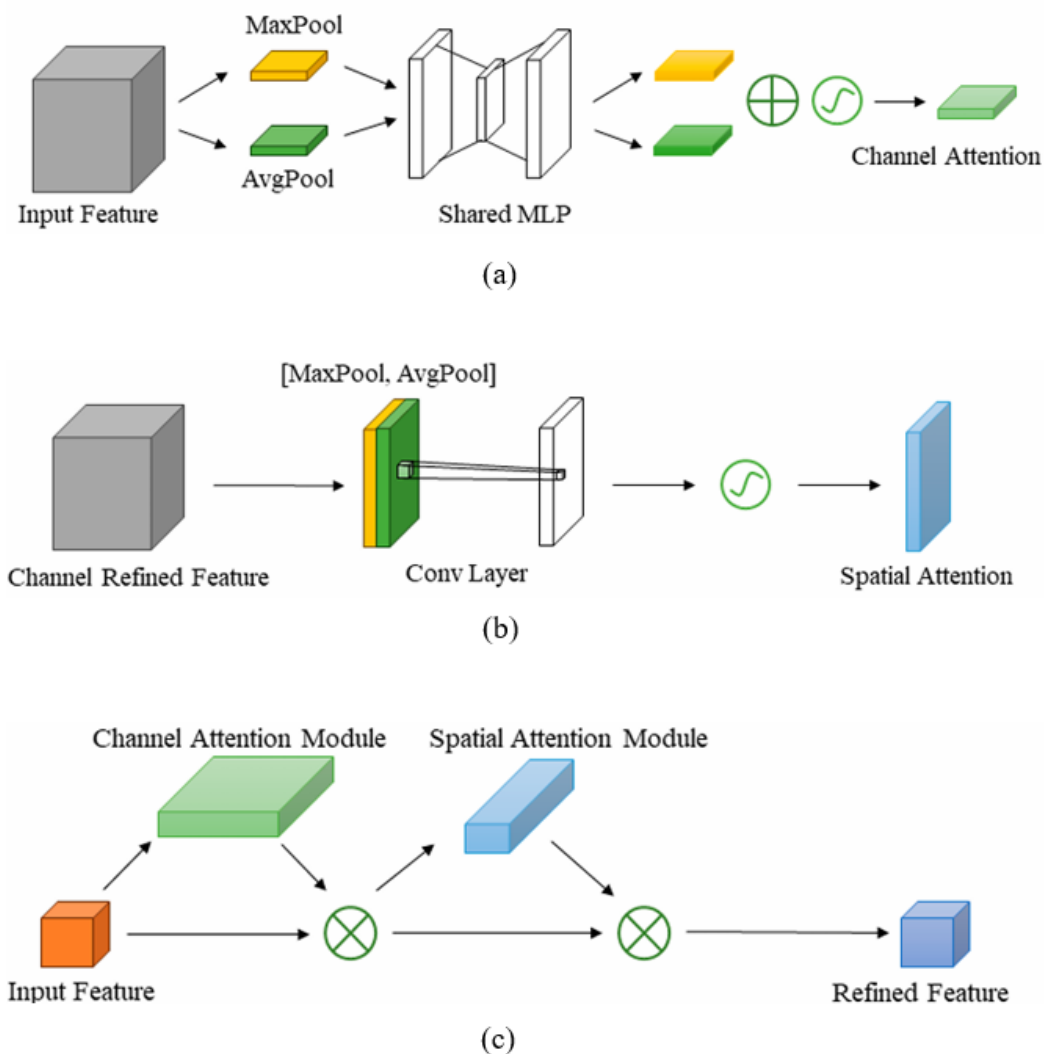 MaxPool
AvgPool
Input Feature
Shared MLP
Channel Attention
(a)
[MaxPool, AvgPool]
Channel Refined Feature
Conv Layer
Spatial Attention
(b)
Channel Attention Module
Spatial Attention Module
Input Feature
Refined Feature
(c)